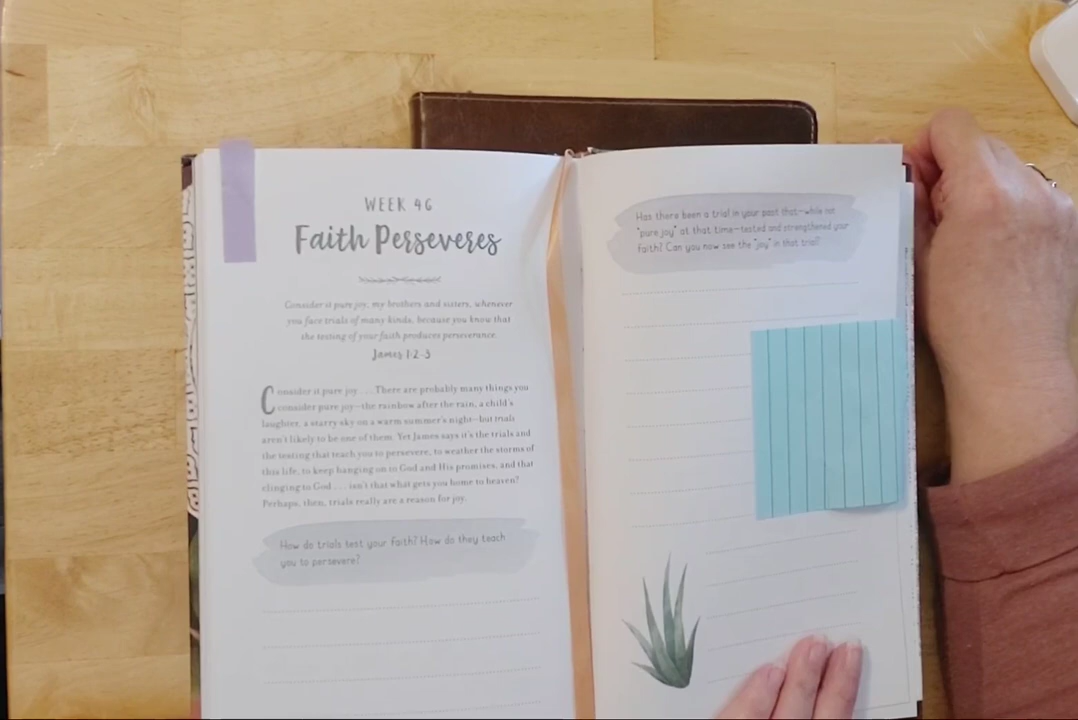 WEEK 46
Faith Perseveres
Consider it pure joy, my brothers and sisters, whenever
you face trials of many kinds, because you know that
the testing of your faith produces perseverance.
James 1:2-3
Consider it pure joy . . . There are probably many things you
consider pure joy—the rainbow after the rain, a child's
laughter, a starry sky on a warm summer's night—but trials
aren't likely to be one of them. Yet James says it's the trials and
the testing that teach you to persevere, to weather the storms of
this life, to keep hanging on to God and His promises, and that
clinging to God . . . isn't that what gets you home to heaven?
Perhaps, then, trials really are a reason for joy.
How do trials test your faith? How do they teach
you to persevere?
Has there been a trial in your past that—while not
"pure joy" at that time—tested and strengthened your
faith? Can you now see the "joy" in that trial?